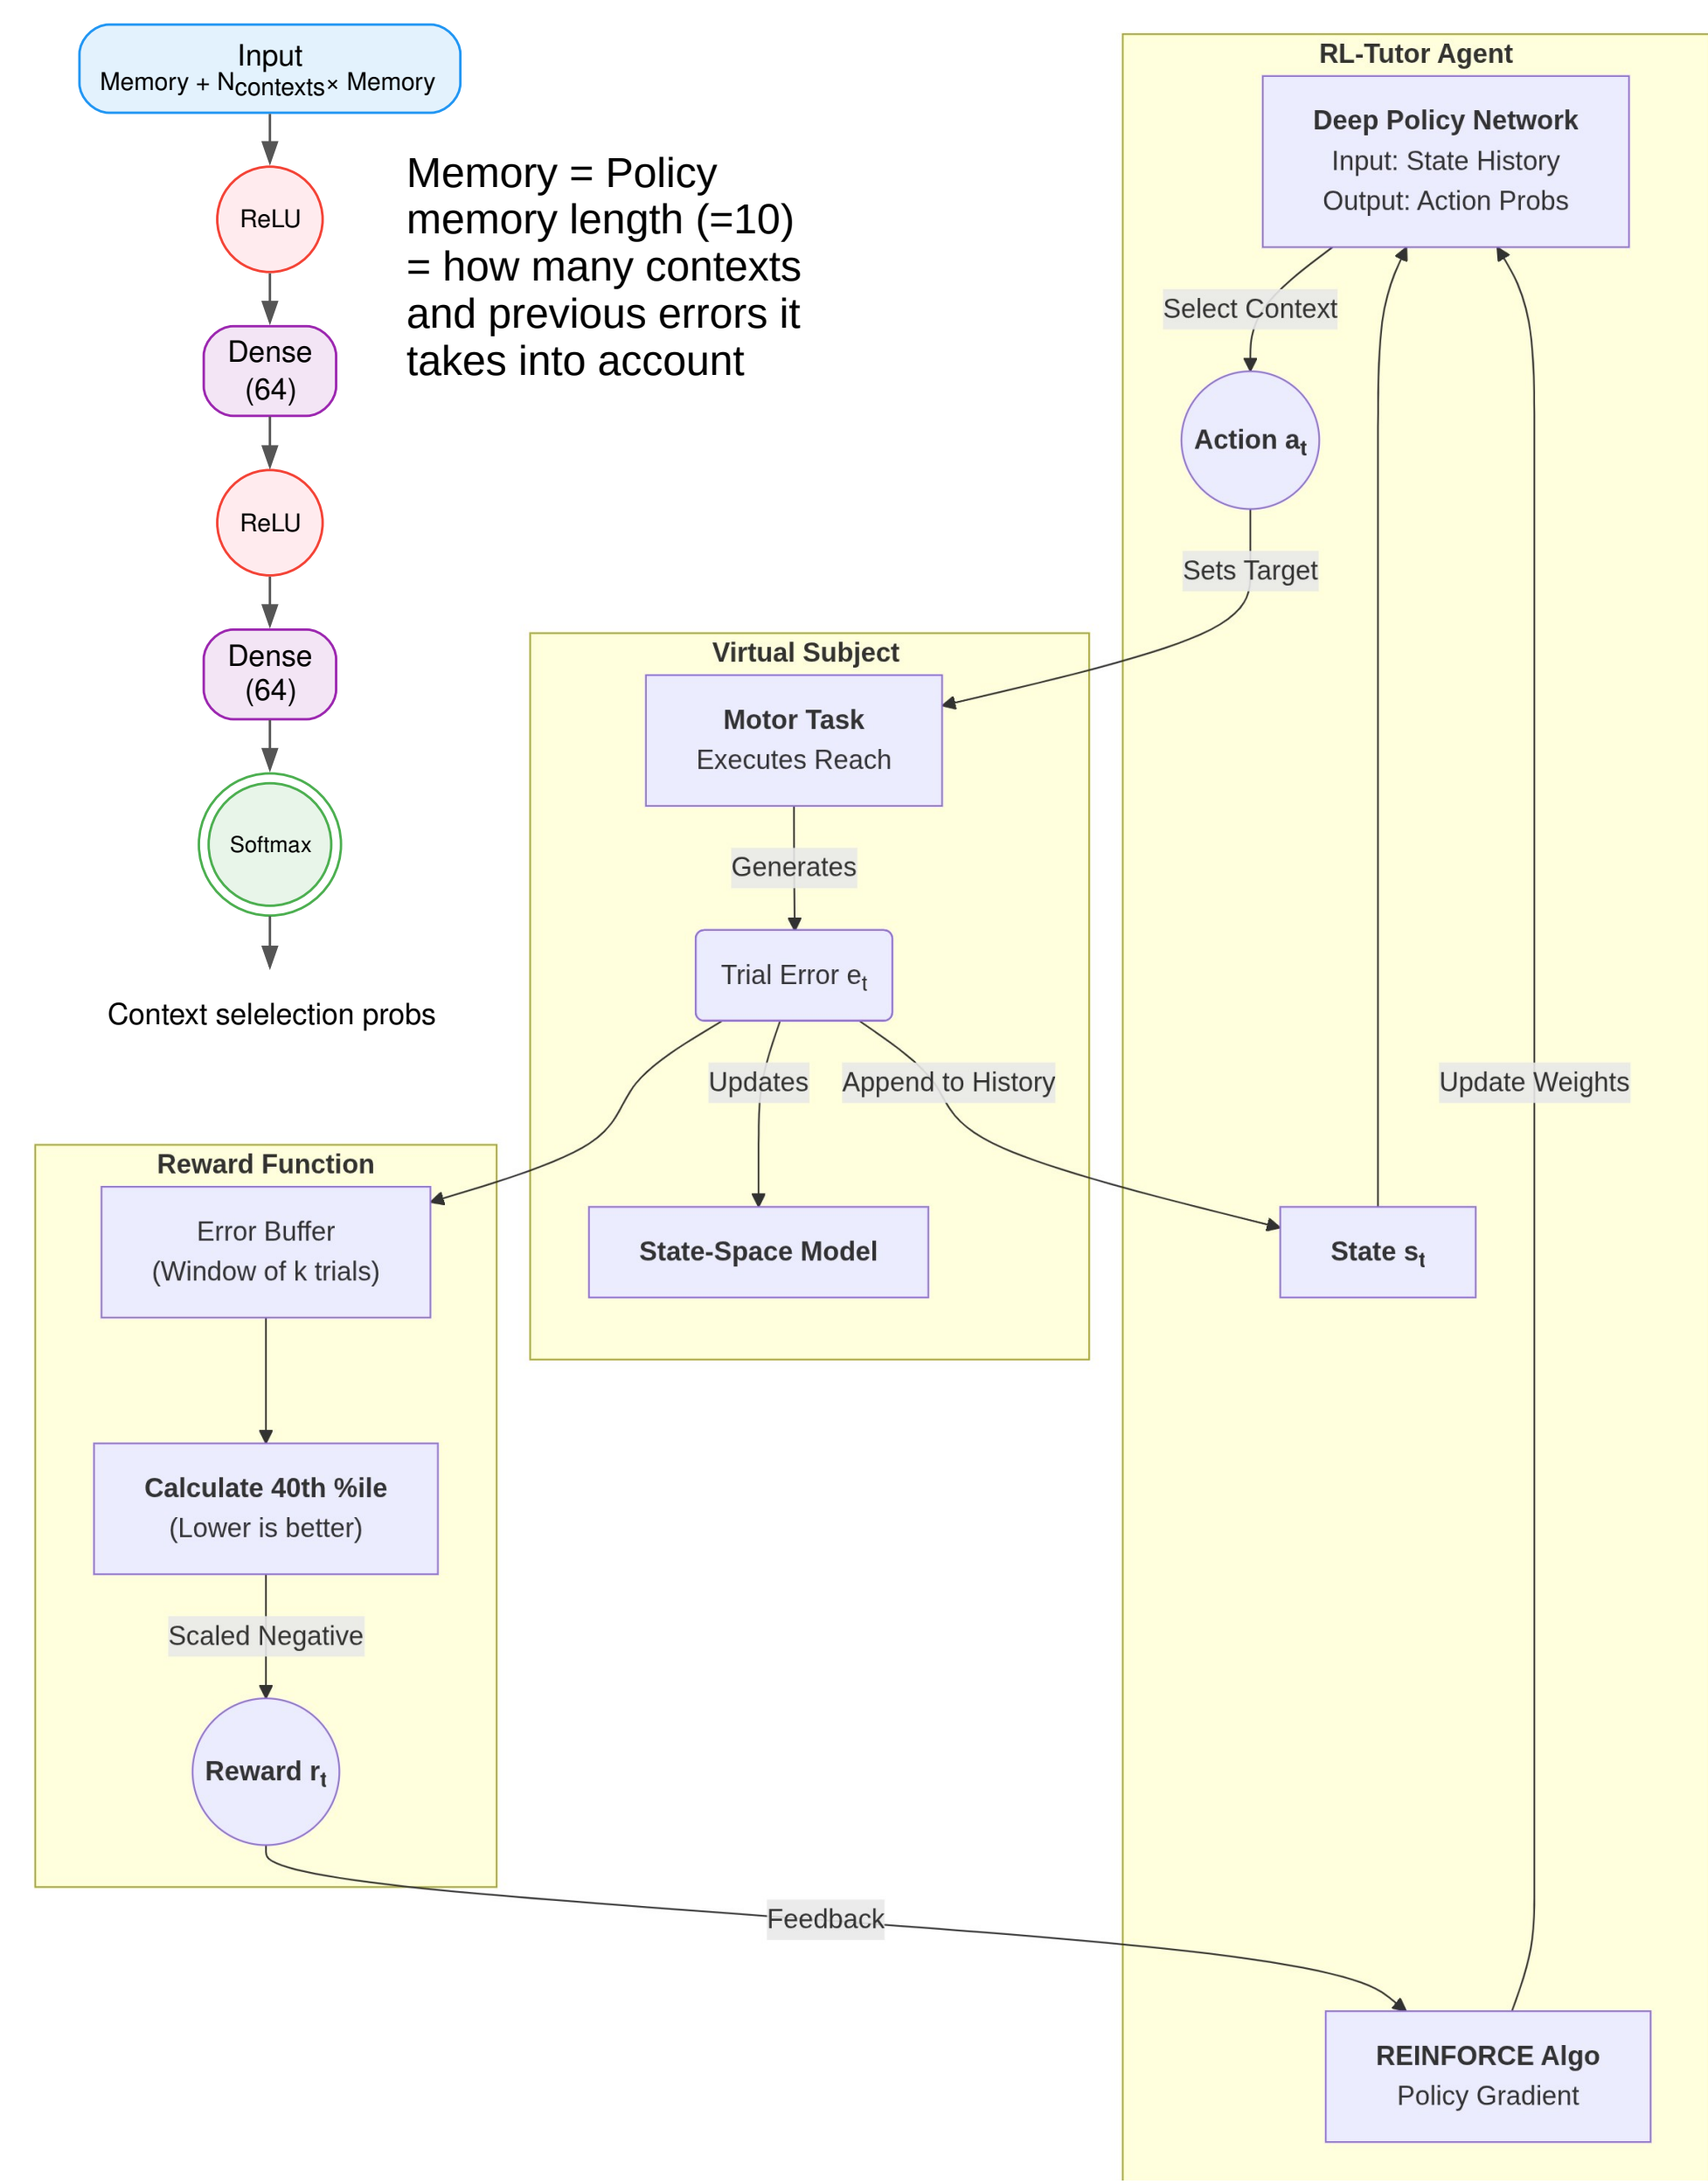 Input
Memory + Ncontexts× Memory
ReLU
Dense
(64)
ReLU
Dense
(64)
Softmax
Context selelection probs
Memory = Policy
memory length (=10)
= how many contexts
and previous errors it
takes into account
RL-Tutor Agent
Deep Policy Network
Input: State History
Output: Action Probs
Select Context
Action at
Sets Target
Virtual Subject
Motor Task
Executes Reach
Generates
Trial Error et
Updates
Append to History
Update Weights
State-Space Model
State st
Reward Function
Error Buffer
(Window of k trials)
Calculate 40th %ile
(Lower is better)
Scaled Negative
Reward rt
Feedback
REINFORCE Algo
Policy Gradient